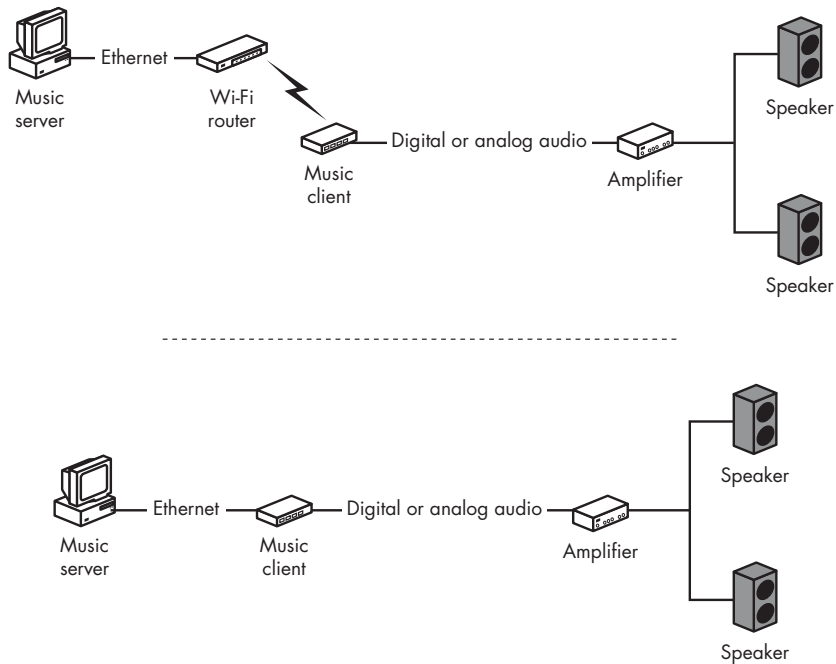 Ethernet
Music
server
Wi-Fi
router
Music
client
Digital or analog audio
Amplifier
Speaker
Speaker
Ethernet
Music
server
Music
client
Digital or analog audio
Amplifier
Speaker
Speaker